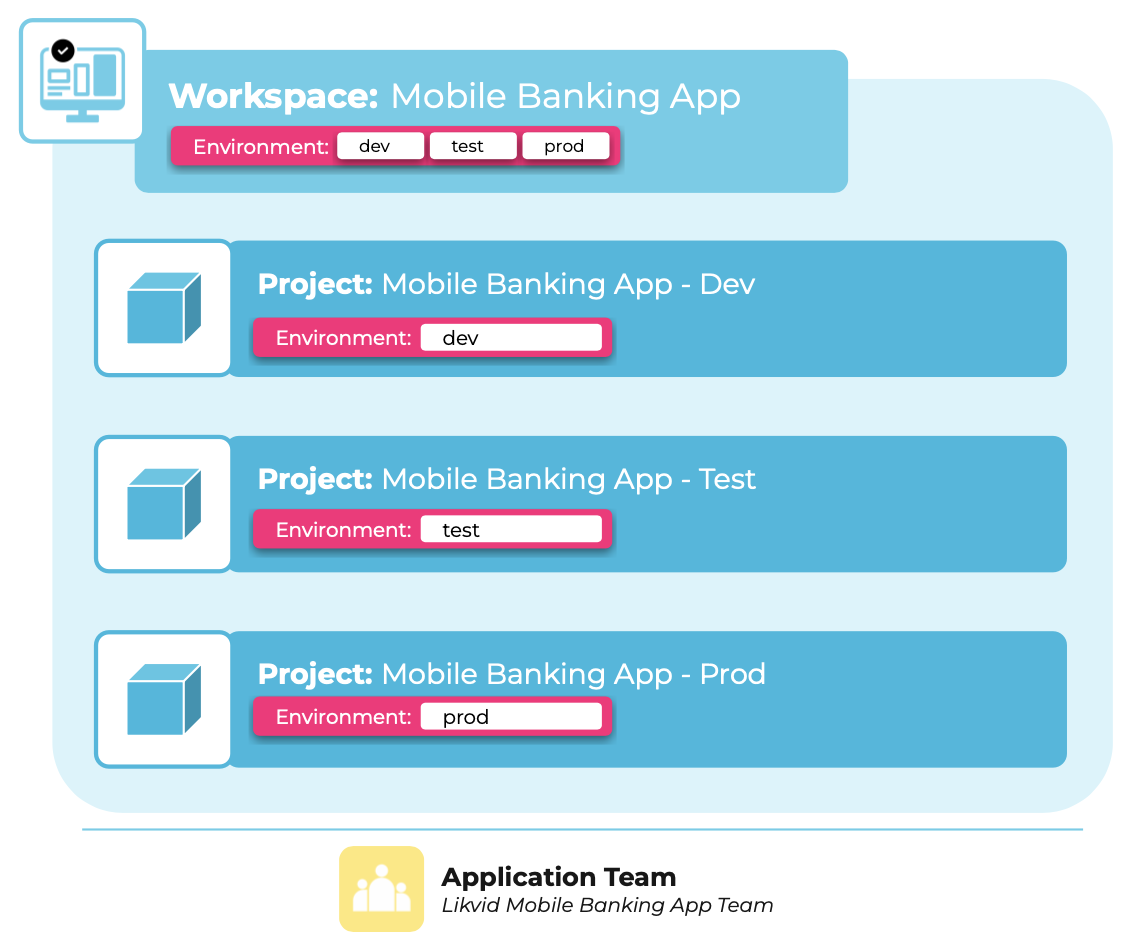 Workspace: Mobile Banking App
Environment: dev test prod
Project: Mobile Banking App - Dev
Environment: dev
Project: Mobile Banking App - Test
Environment: test
Project: Mobile Banking App - Prod
Environment: prod
Application Team
Likvid Mobile Banking App Team